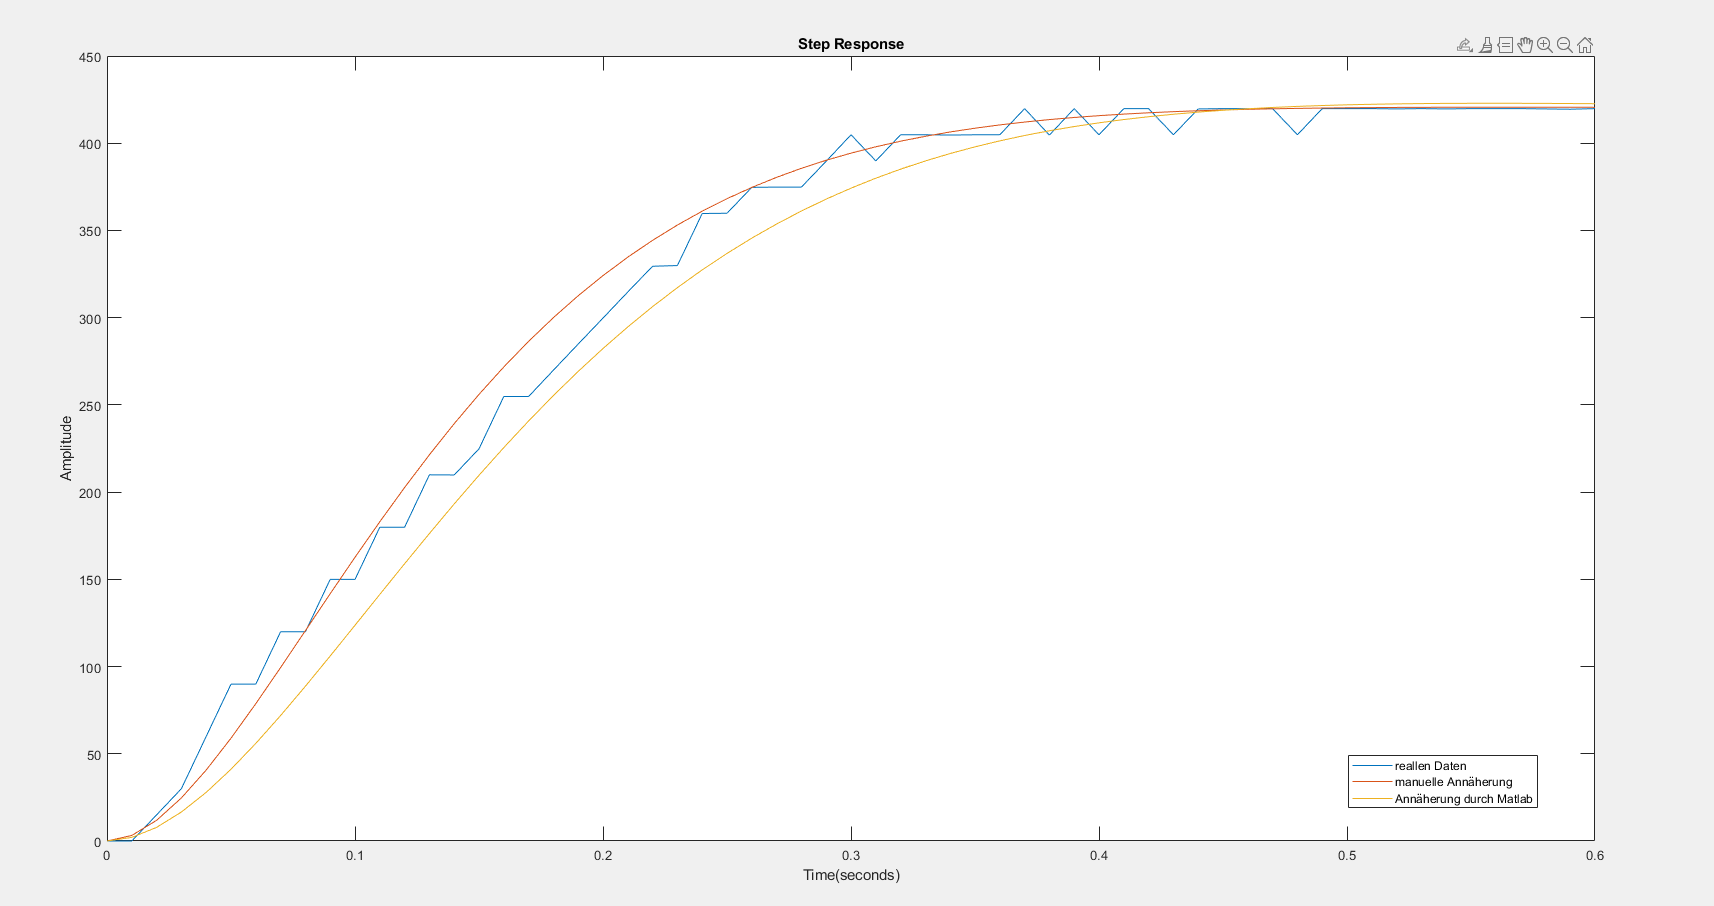 Step Response
450
400
350
300
250
200
150
100
50
0
Amplitude
0 0.1 0.2 0.3 0.4 0.5 0.6
Time(seconds)
reallen Daten
manuelle Annäherung
Annäherung durch Matlab